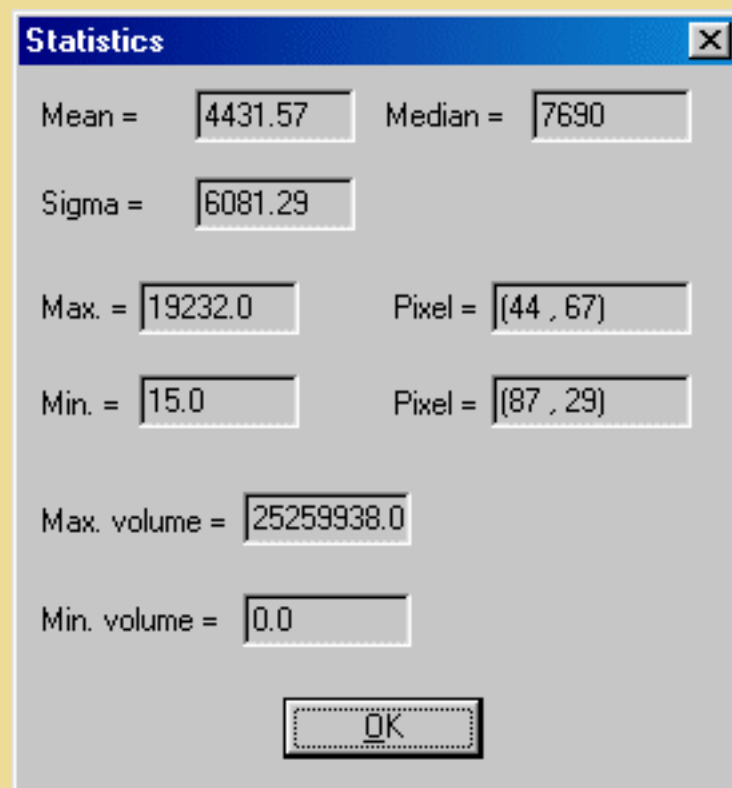 Statistics
Mean = 4431.57 Median = 7690
Sigma = 6081.29
Max. = 19232.0 Pixel = (44 , 67)
Min. = 15.0 Pixel = (87 , 29)
Max. volume = 25259938.0
Min. volume = 0.0
OK